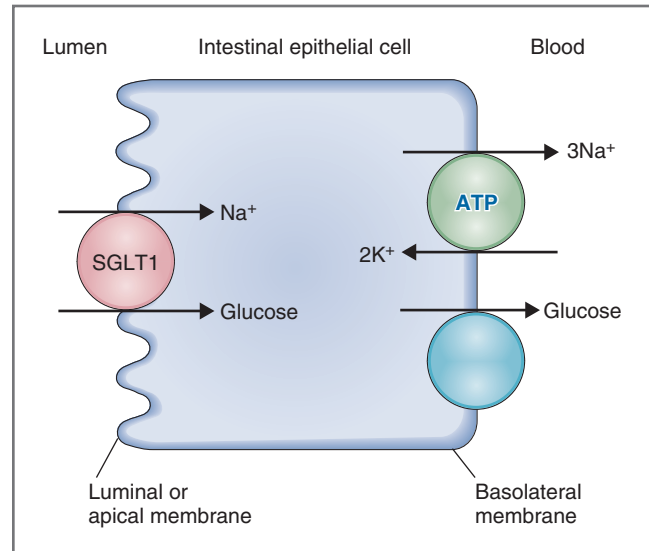 Lumen
Intestinal epithelial cell
Blood
3Na⁺
ATP
Na⁺
SGLT1
2K⁺
Glucose
Glucose
Luminal or
apical membrane
Basolateral
membrane